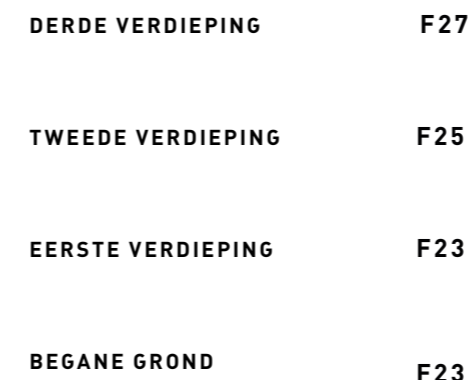 DERDE VERDIEPING F27
TWEEDE VERDIEPING F25
EERSTE VERDIEPING F23
BEGANE GROND F23